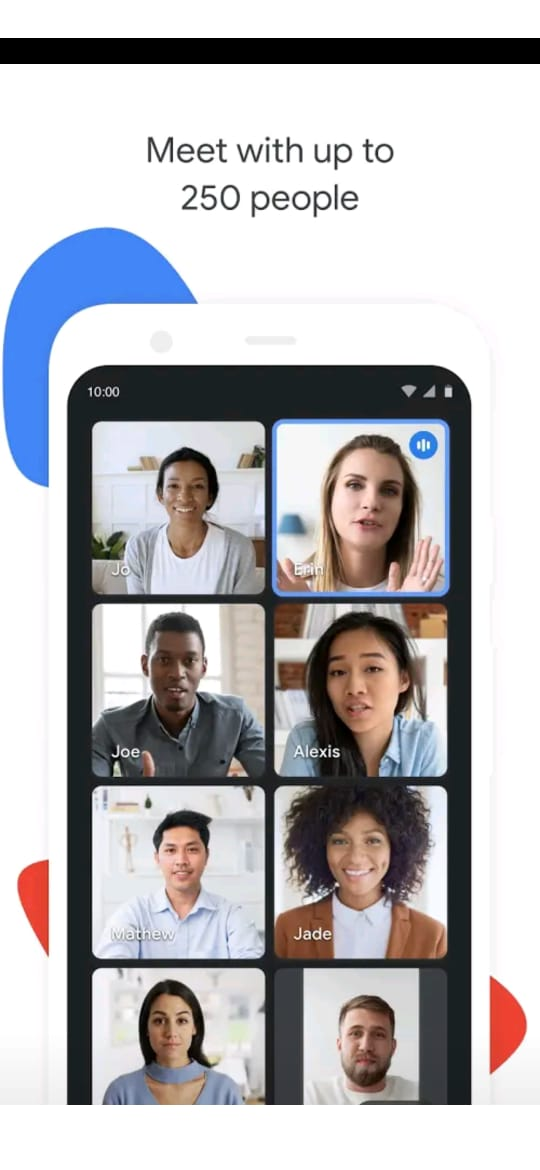 Meet with up to
250 people
10:00
Jo
Erin
Joe
Alexis
Mathew
Jade